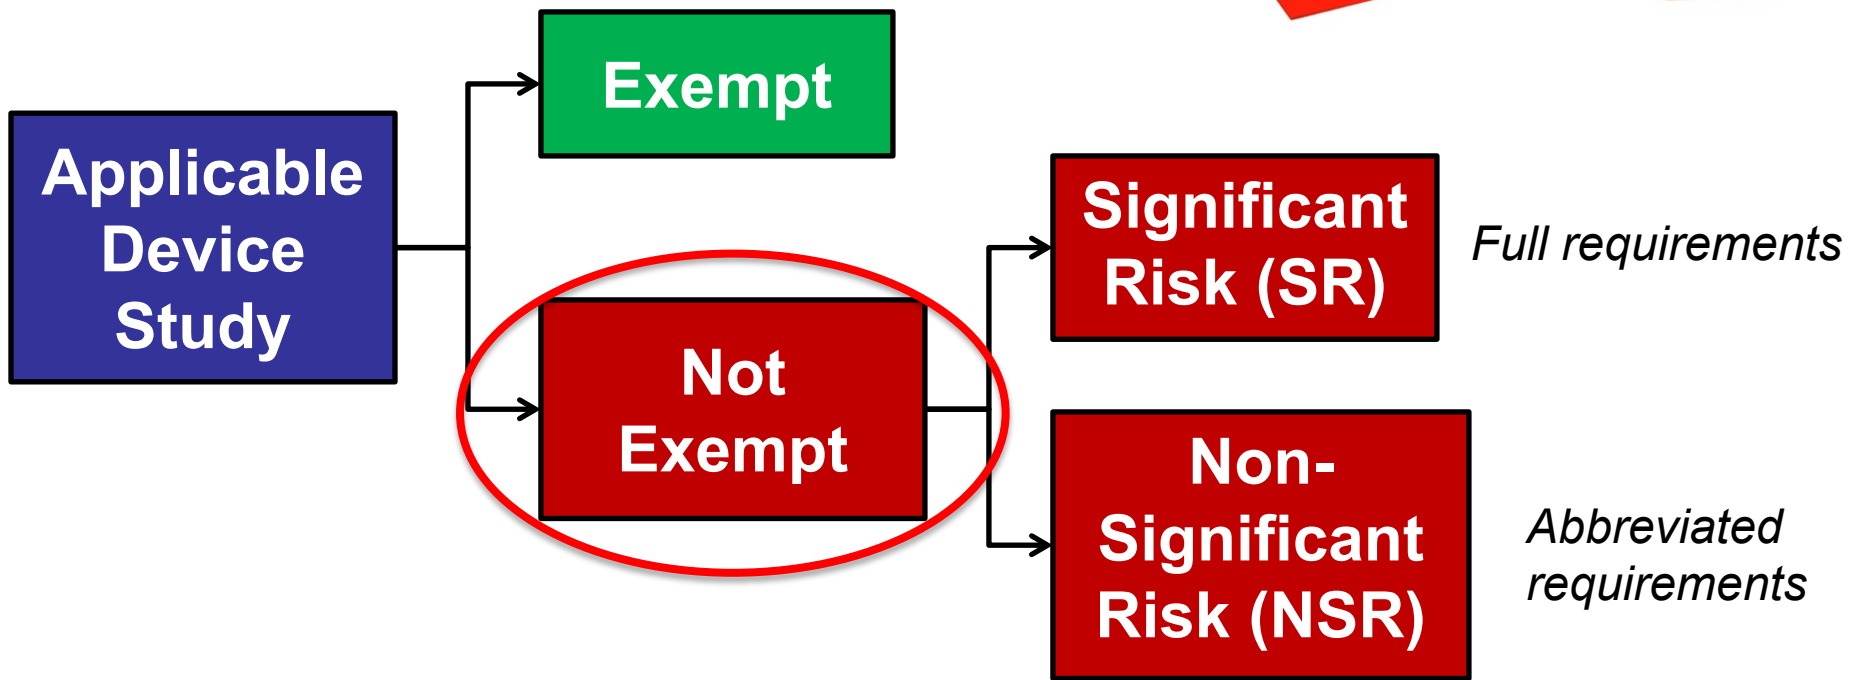 Applicable
Device
Study
Exempt
Not
Exempt
Significant
Risk (SR)
Full requirements
Non-
Significant
Risk (NSR)
Abbreviated
requirements